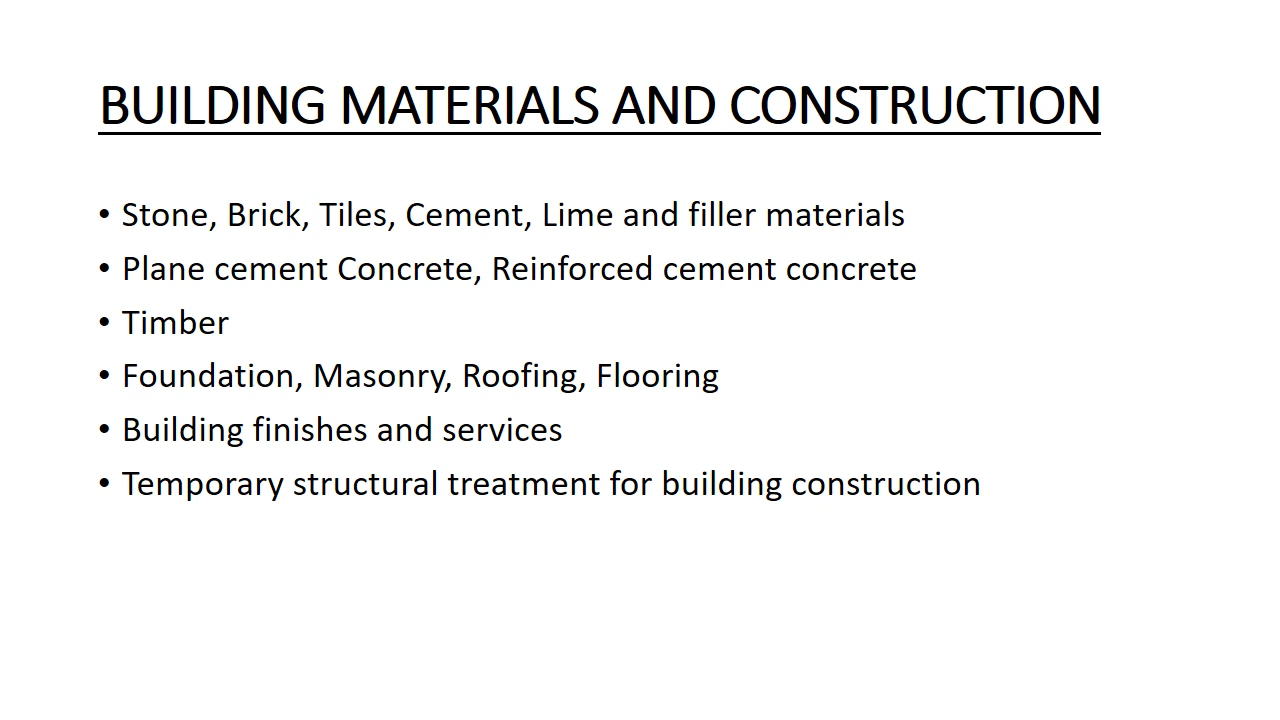 BUILDING MATERIALS AND CONSTRUCTION
• Stone, Brick, Tiles, Cement, Lime and filler materials
• Plane cement Concrete, Reinforced cement concrete
• Timber
• Foundation, Masonry, Roofing, Flooring
• Building finishes and services
• Temporary structural treatment for building construction